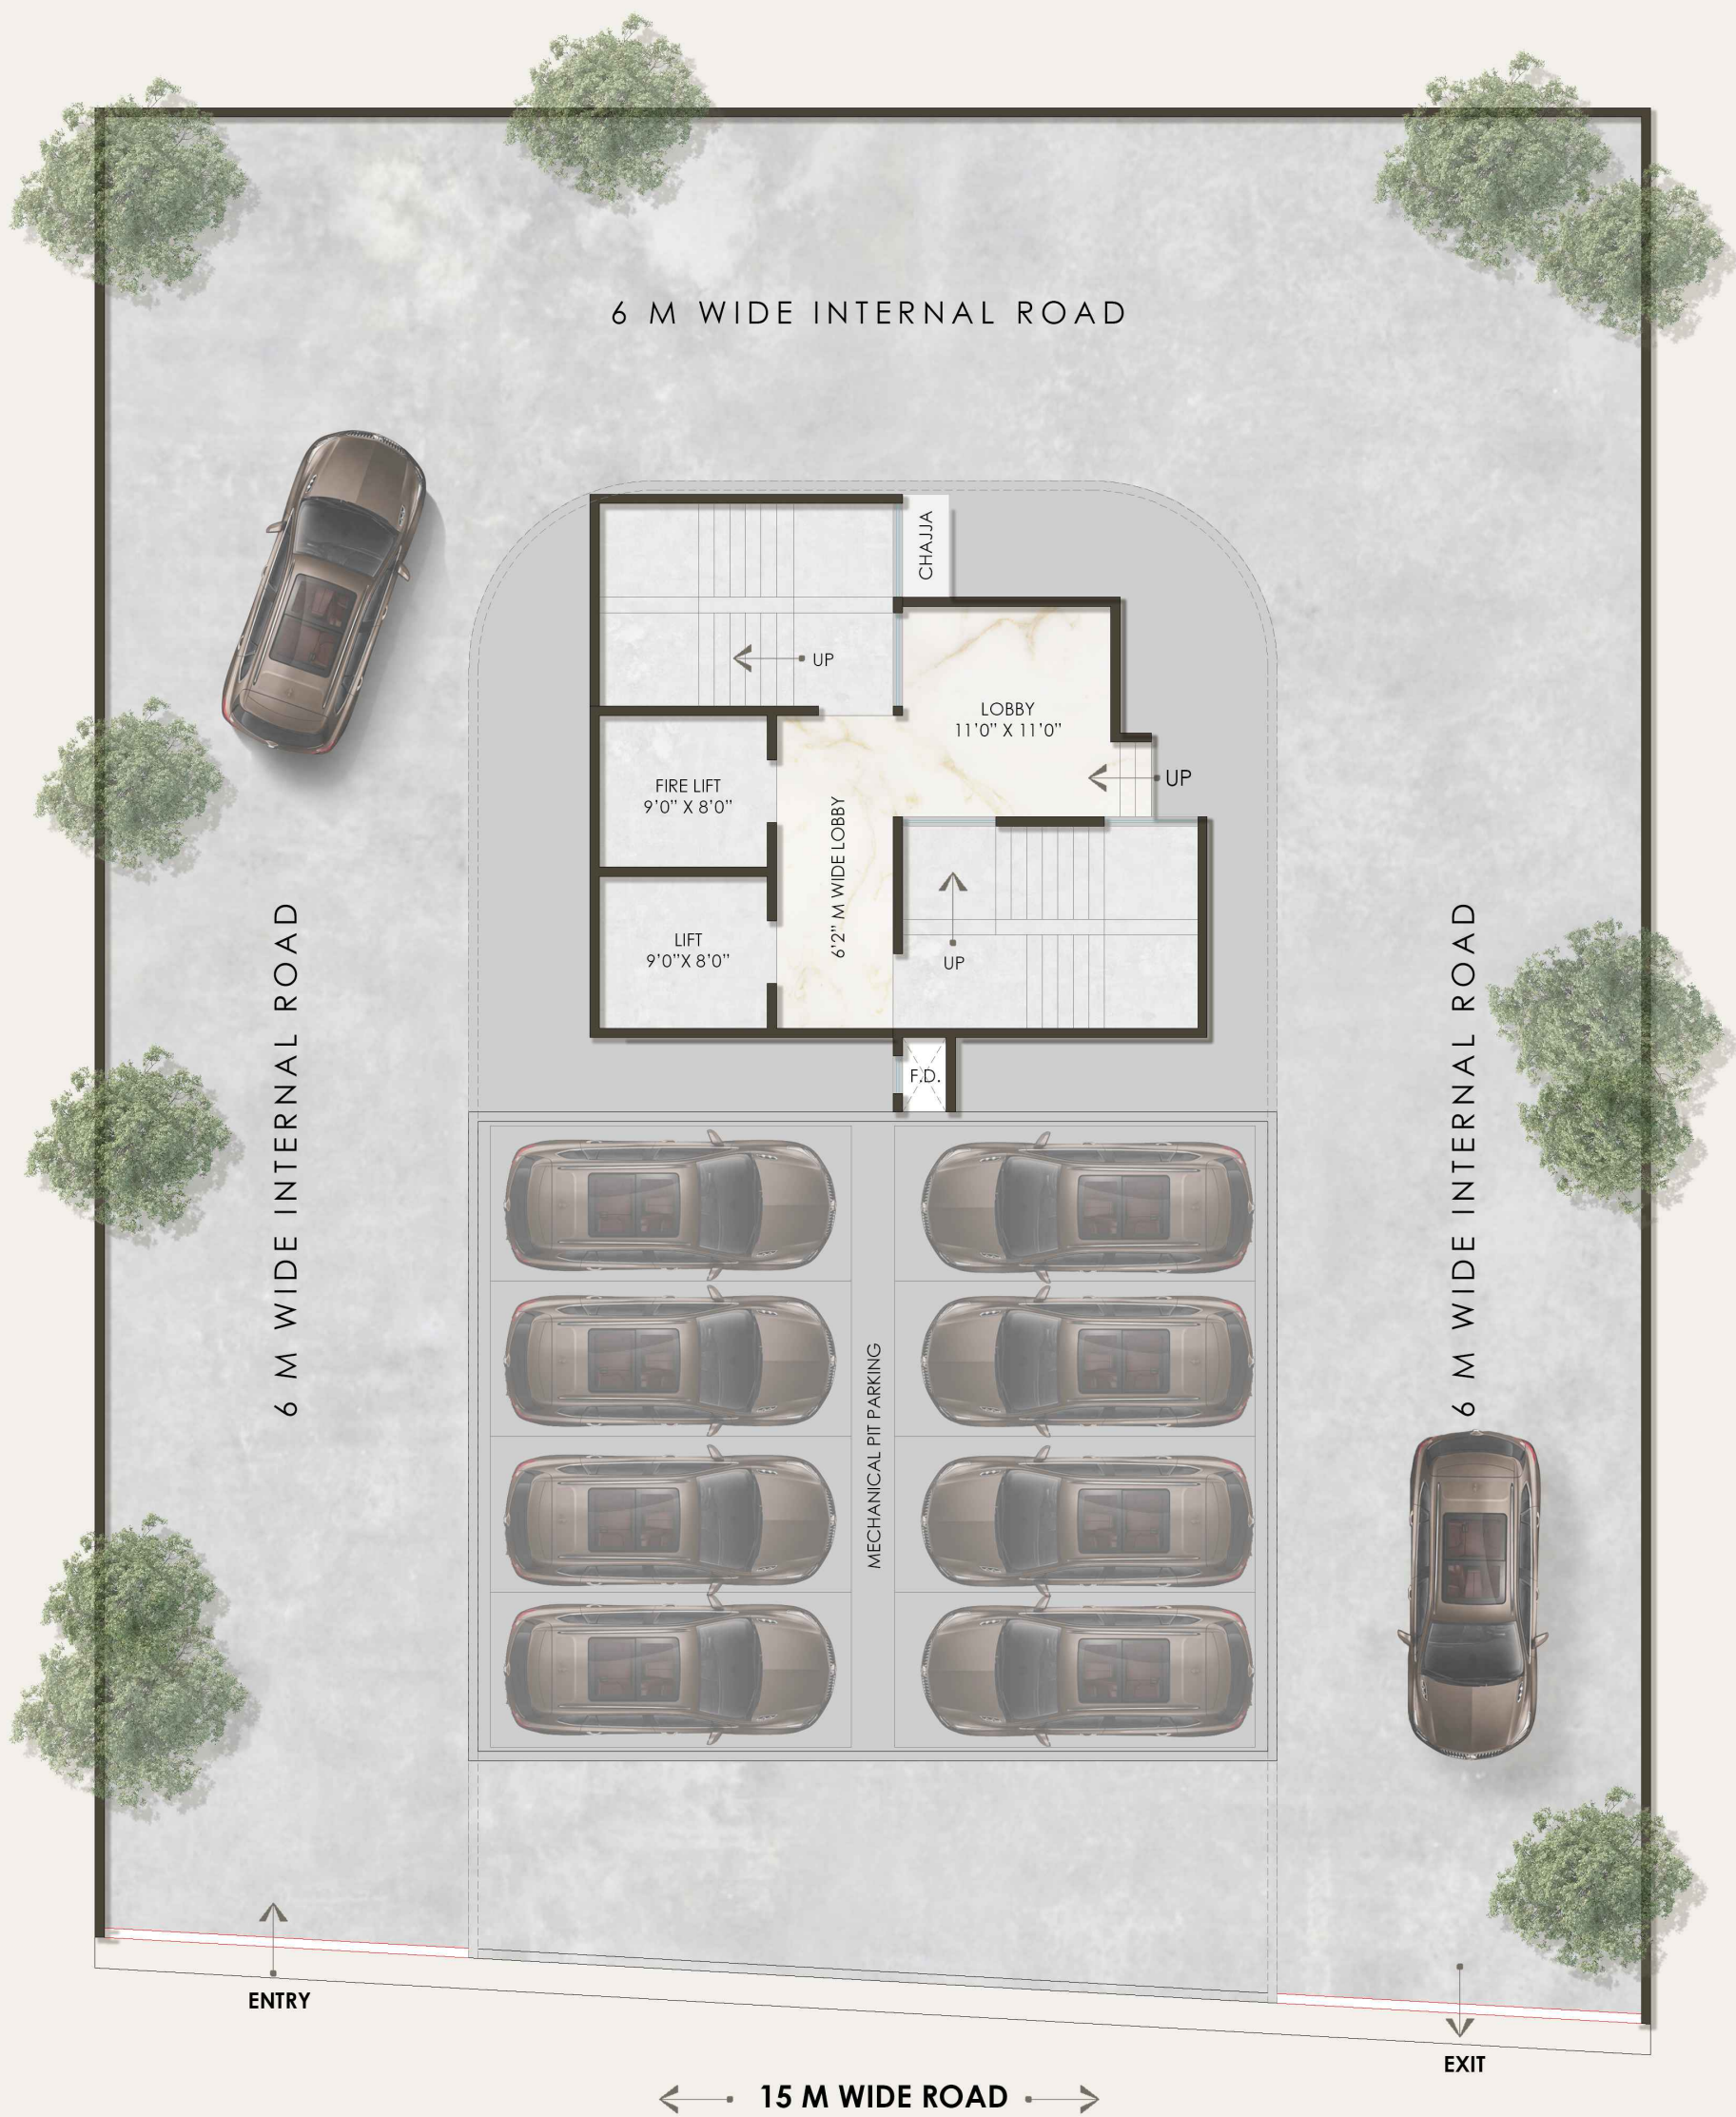 6 M WIDE INTERNAL ROAD
CHAJJA
UP
LOBBY
11'0" X 11'0"
UP
FIRE LIFT
9'0" X 8'0"
6'2" M WIDE LOBBY
LIFT
9'0"X 8'0"
UP
F.D.
6 M WIDE INTERNAL ROAD
6 M WIDE INTERNAL ROAD
MECHANICAL PIT PARKING
ENTRY
EXIT
15 M WIDE ROAD